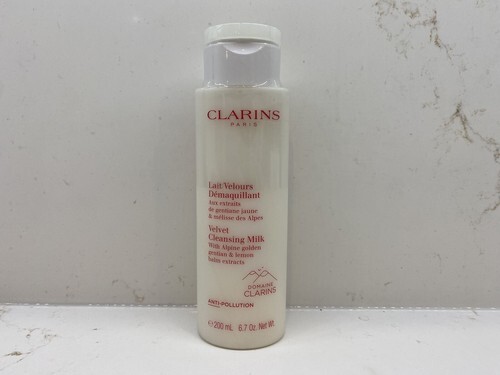 CLARINS
PARIS
Lait Velours
Démaquillant
Aux extraits
de gentiane jaune
& mélisse des Alpes
Velvet
Cleansing Milk
With Alpine golden
gentian & lemon
balm extracts
DOMAINE
CLARINS
ANTI-POLLUTION
℮200 mL 6.7 Oz. Net Wt.